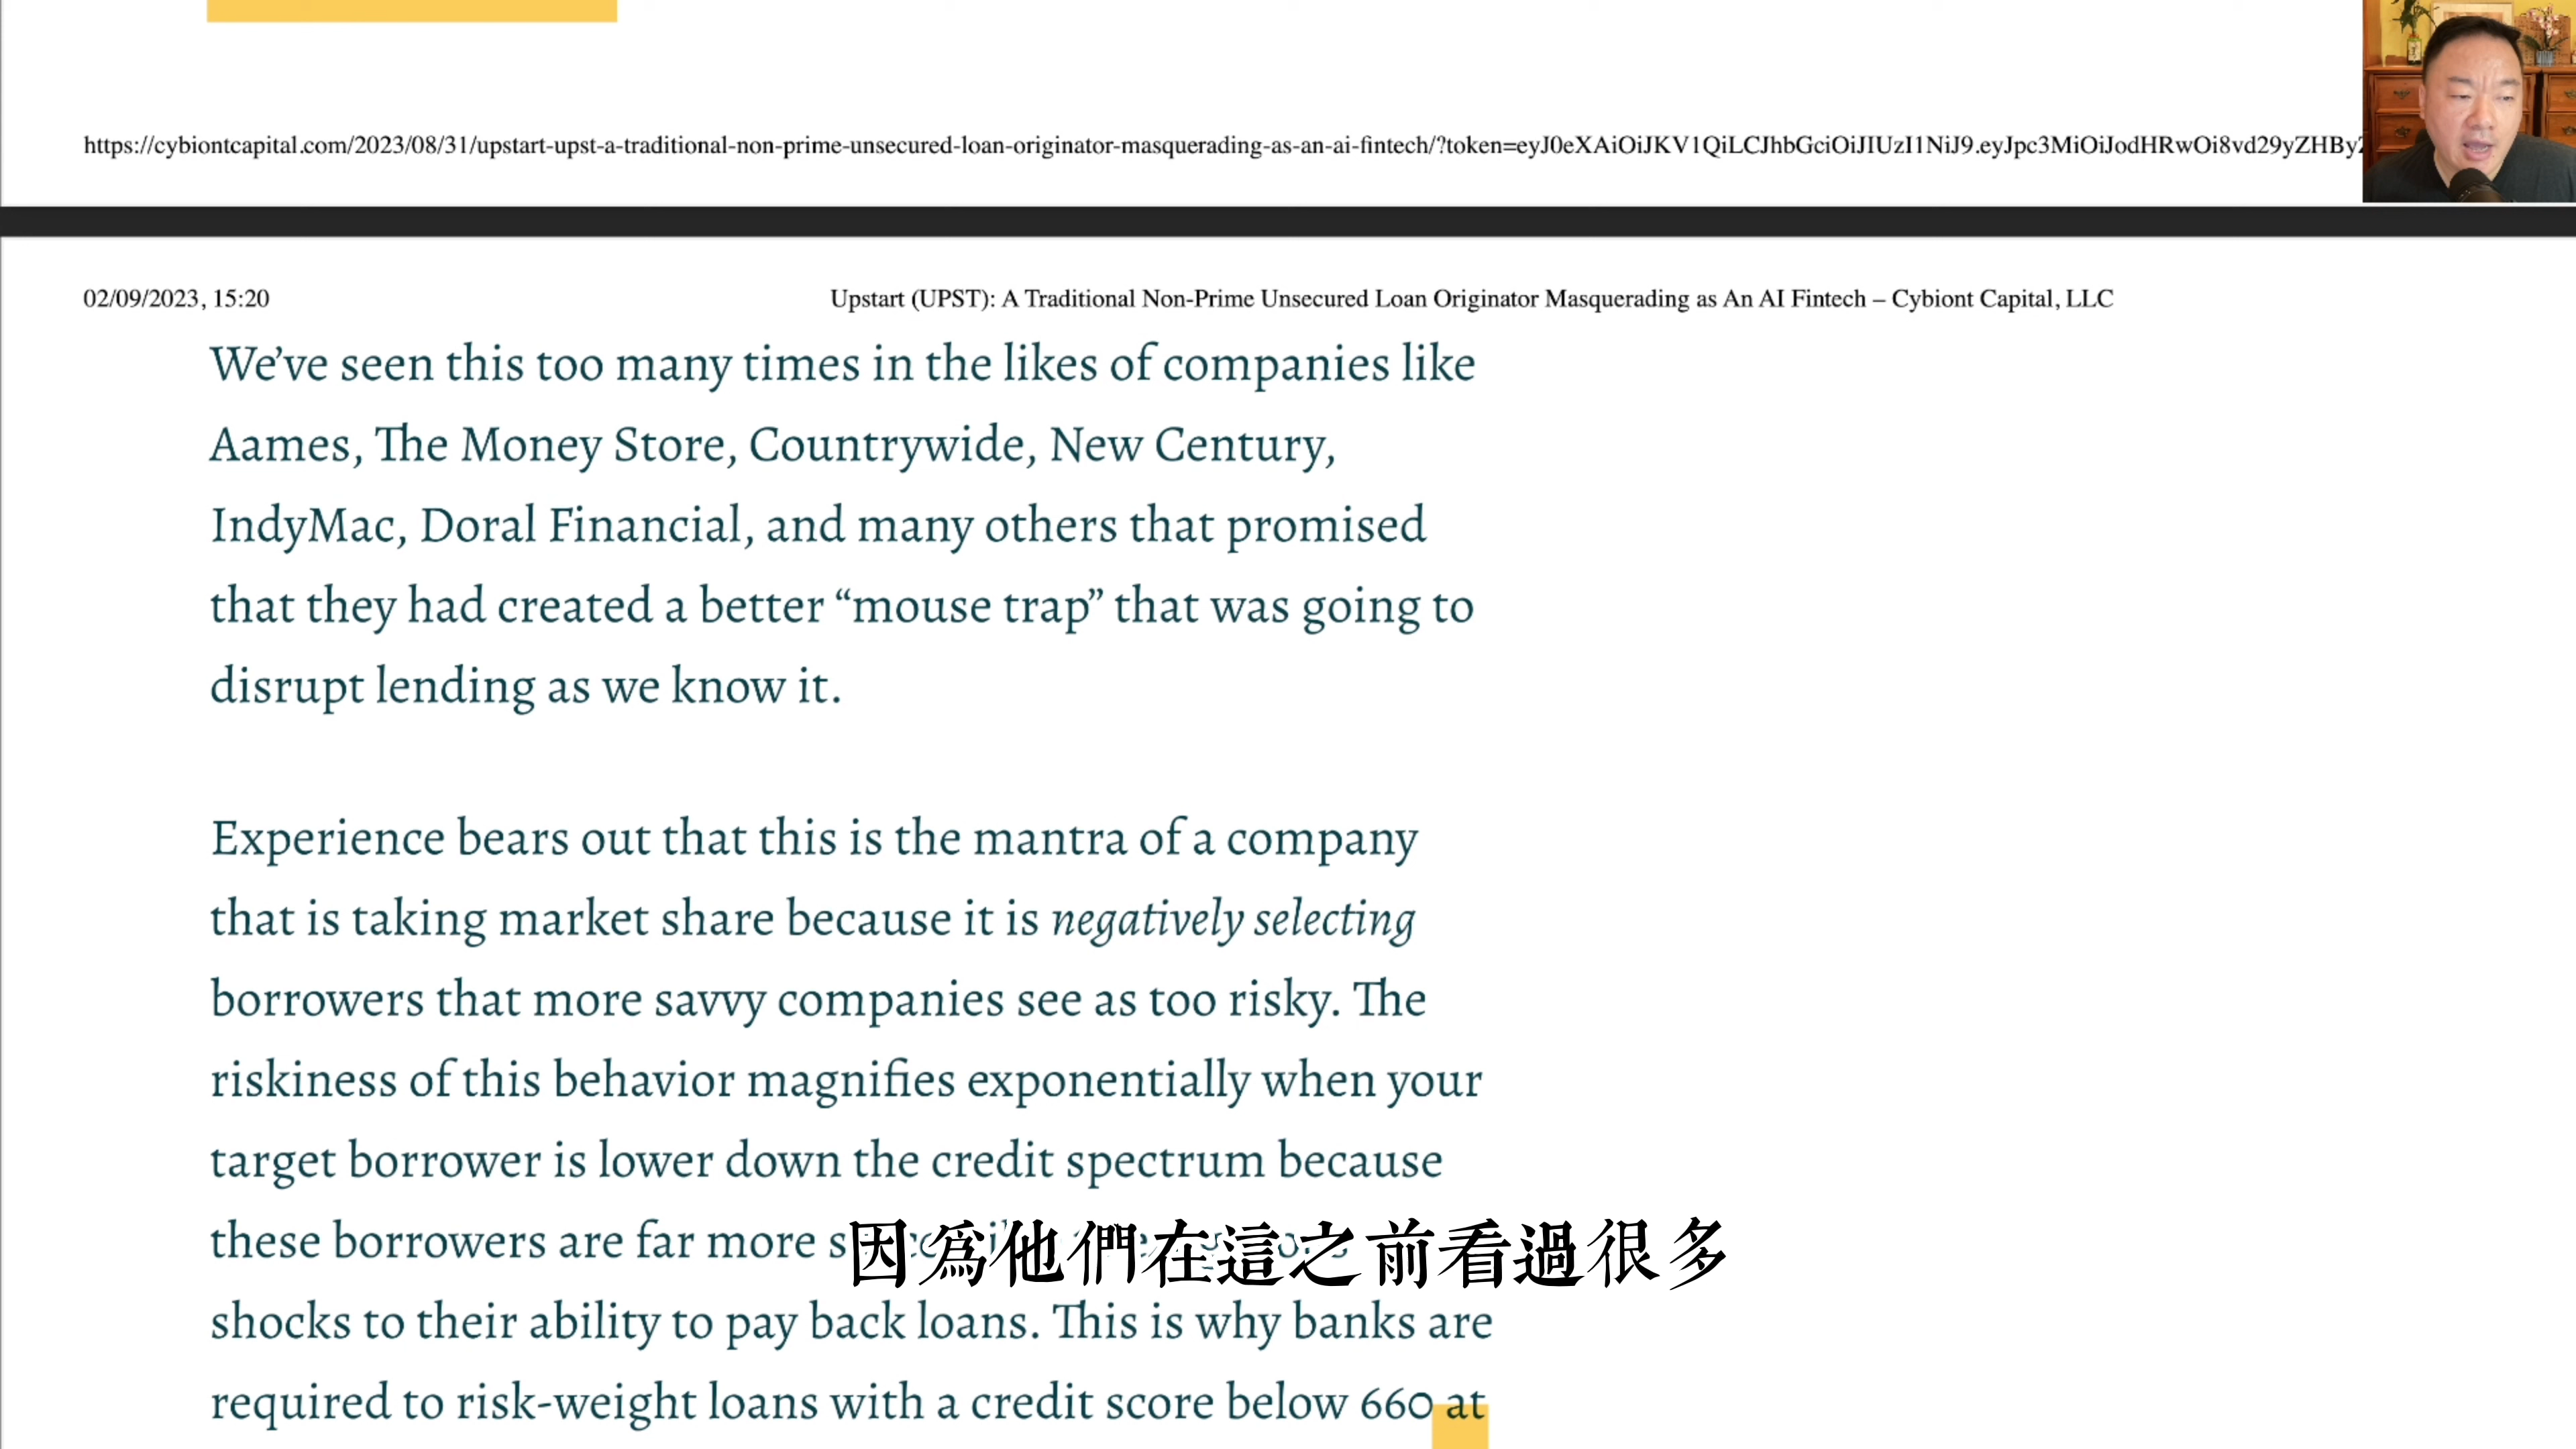 https://cybiontcapital.com/2023/08/31/upstart-upst-a-traditional-non-prime-unsecured-loan-originator-masquerading-as-an-ai-fintech/?token=eyJ0eXAiOiJKV1QiLCJhbGciOiJIUzI1NiJ9.eyJpc3MiOiJodHRwOi8vd29yZHBy
02/09/2023, 15:20 Upstart (UPST): A Traditional Non-Prime Unsecured Loan Originator Masquerading as An AI Fintech – Cybiont Capital, LLC
We’ve seen this too many times in the likes of companies like
Aames, The Money Store, Countrywide, New Century,
IndyMac, Doral Financial, and many others that promised
that they had created a better “mouse trap” that was going to
disrupt lending as we know it.
Experience bears out that this is the mantra of a company
that is taking market share because it is negatively selecting
borrowers that more savvy companies see as too risky. The
riskiness of this behavior magnifies exponentially when your
target borrower is lower down the credit spectrum because
these borrowers are far more
因爲他們在這之前看過很多
shocks to their ability to pay back loans. This is why banks are
required to risk-weight loans with a credit score below 660 at